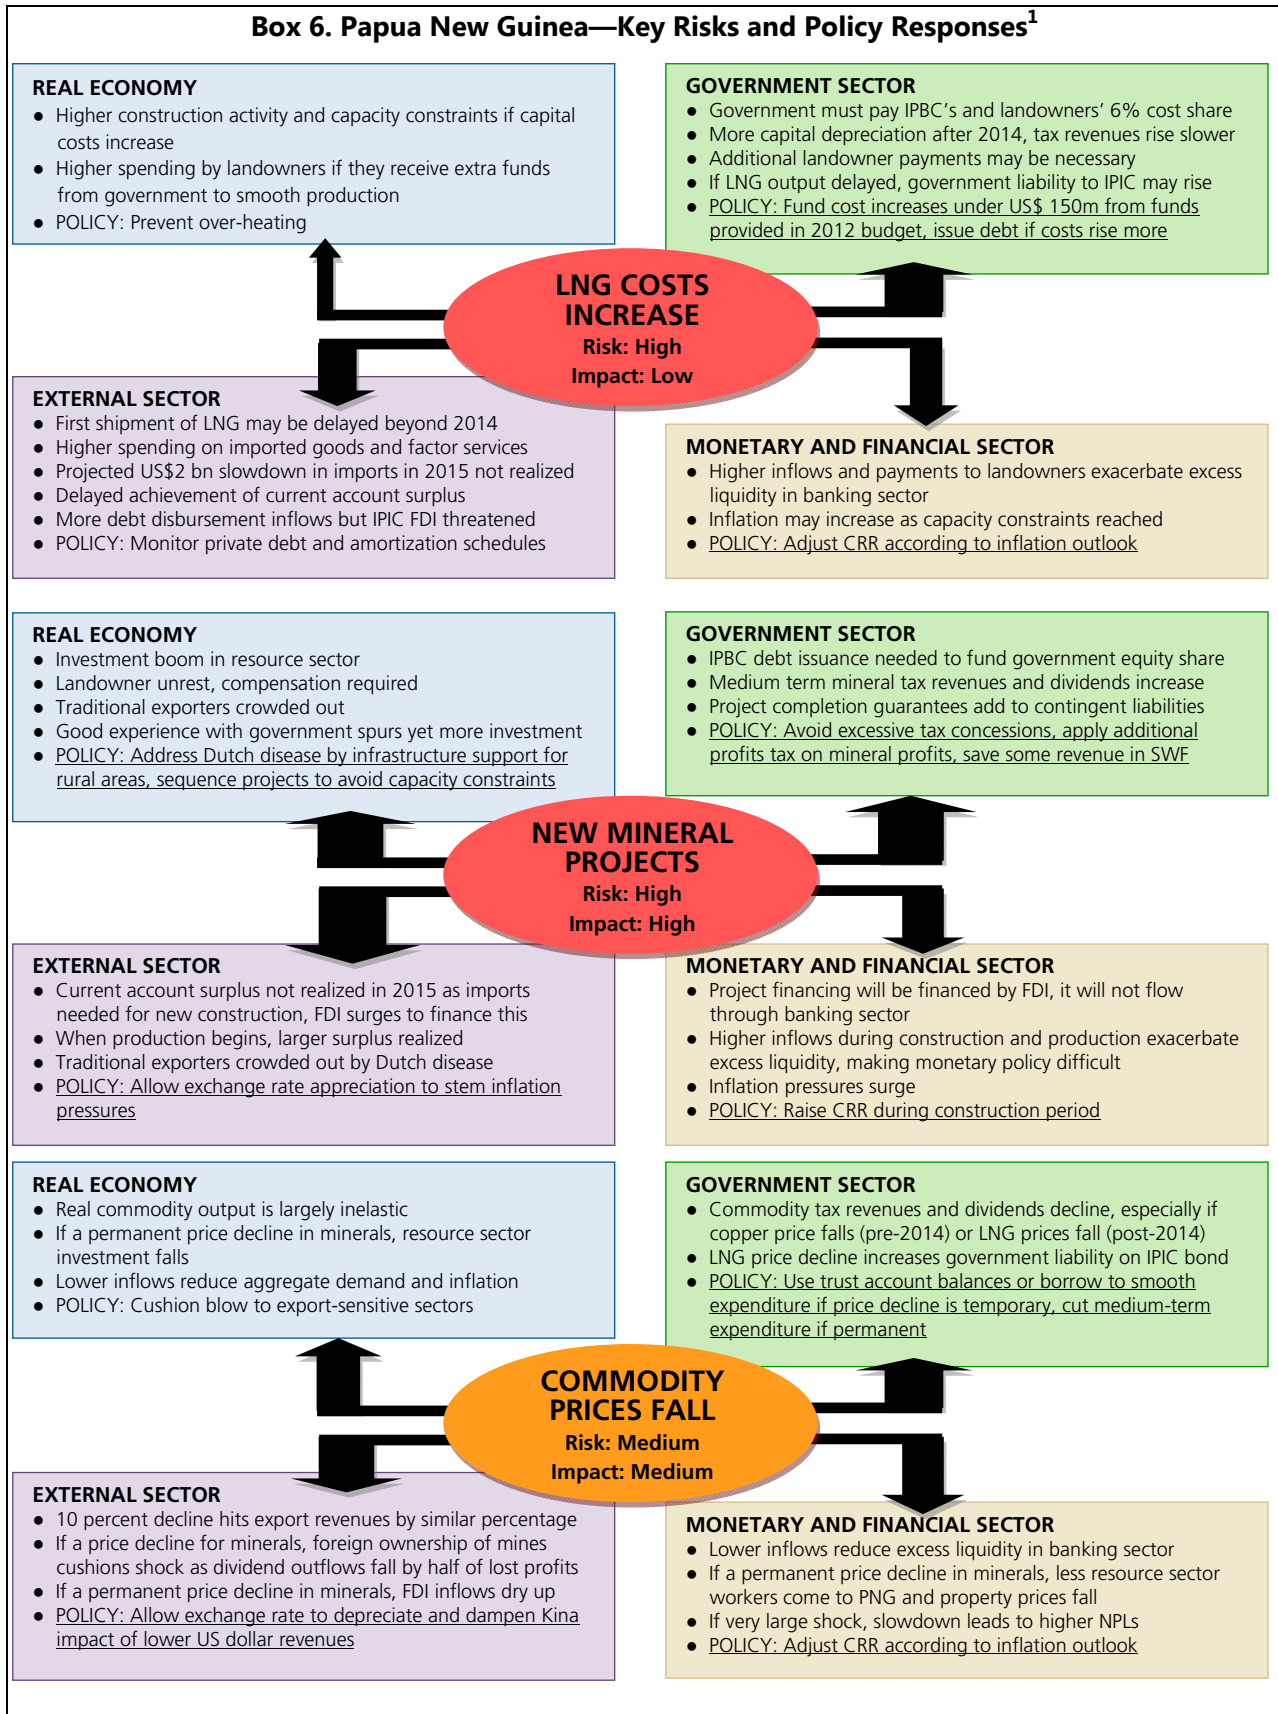 Box 6. Papua New Guinea—Key Risks and Policy Responses1
REAL ECONOMY
● Higher construction activity and capacity constraints if capital
costs increase
● Higher spending by landowners if they receive extra funds
from government to smooth production
● POLICY: Prevent over-heating
GOVERNMENT SECTOR
● Government must pay IPBC’s and landowners’ 6% cost share
● More capital depreciation after 2014, tax revenues rise slower
● Additional landowner payments may be necessary
● If LNG output delayed, government liability to IPIC may rise
● POLICY: Fund cost increases under US$ 150m from funds
provided in 2012 budget, issue debt if costs rise more
LNG COSTS
INCREASE
Risk: High
Impact: Low
EXTERNAL SECTOR
● First shipment of LNG may be delayed beyond 2014
● Higher spending on imported goods and factor services
● Projected US$2 bn slowdown in imports in 2015 not realized
● Delayed achievement of current account surplus
● More debt disbursement inflows but IPIC FDI threatened
● POLICY: Monitor private debt and amortization schedules
MONETARY AND FINANCIAL SECTOR
● Higher inflows and payments to landowners exacerbate excess
liquidity in banking sector
● Inflation may increase as capacity constraints reached
● POLICY: Adjust CRR according to inflation outlook
REAL ECONOMY
● Investment boom in resource sector
● Landowner unrest, compensation required
● Traditional exporters crowded out
● Good experience with government spurs yet more investment
● POLICY: Address Dutch disease by infrastructure support for
rural areas, sequence projects to avoid capacity constraints
GOVERNMENT SECTOR
● IPBC debt issuance needed to fund government equity share
● Medium term mineral tax revenues and dividends increase
● Project completion guarantees add to contingent liabilities
● POLICY: Avoid excessive tax concessions, apply additional
profits tax on mineral profits, save some revenue in SWF
NEW MINERAL
PROJECTS
Risk: High
Impact: High
EXTERNAL SECTOR
● Current account surplus not realized in 2015 as imports
needed for new construction, FDI surges to finance this
● When production begins, larger surplus realized
● Traditional exporters crowded out by Dutch disease
● POLICY: Allow exchange rate appreciation to stem inflation
pressures
MONETARY AND FINANCIAL SECTOR
● Project financing will be financed by FDI, it will not flow
through banking sector
● Higher inflows during construction and production exacerbate
excess liquidity, making monetary policy difficult
● Inflation pressures surge
● POLICY: Raise CRR during construction period
REAL ECONOMY
● Real commodity output is largely inelastic
● If a permanent price decline in minerals, resource sector
investment falls
● Lower inflows reduce aggregate demand and inflation
● POLICY: Cushion blow to export-sensitive sectors
GOVERNMENT SECTOR
● Commodity tax revenues and dividends decline, especially if
copper price falls (pre-2014) or LNG prices fall (post-2014)
● LNG price decline increases government liability on IPIC bond
● POLICY: Use trust account balances or borrow to smooth
expenditure if price decline is temporary, cut medium-term
expenditure if permanent
COMMODITY
PRICES FALL
Risk: Medium
Impact: Medium
EXTERNAL SECTOR
● 10 percent decline hits export revenues by similar percentage
● If a price decline for minerals, foreign ownership of mines
cushions shock as dividend outflows fall by half of lost profits
● If a permanent price decline in minerals, FDI inflows dry up
● POLICY: Allow exchange rate to depreciate and dampen Kina
impact of lower US dollar revenues
MONETARY AND FINANCIAL SECTOR
● Lower inflows reduce excess liquidity in banking sector
● If a permanent price decline in minerals, less resource sector
workers come to PNG and property prices fall
● If very large shock, slowdown leads to higher NPLs
● POLICY: Adjust CRR according to inflation outlook